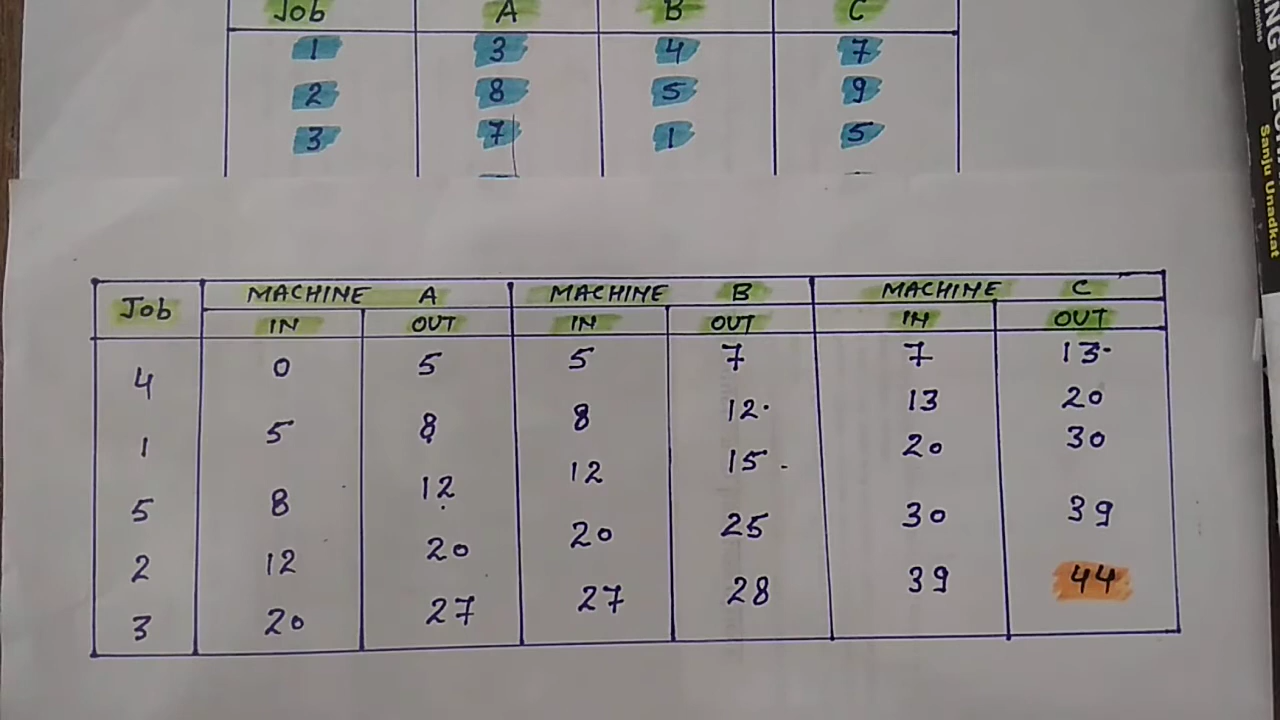 Job A B C
1 3 4 7
2 8 5 9
3 7 1 5
Job MACHINE A MACHINE B MACHINE C
IN OUT IN OUT IN OUT
4 0 5 5 7 7 13
1 5 8 8 12 13 20
5 8 12 12 15 20 30
2 12 20 20 25 30 39
3 20 27 27 28 39 44
Sanju Unadkat